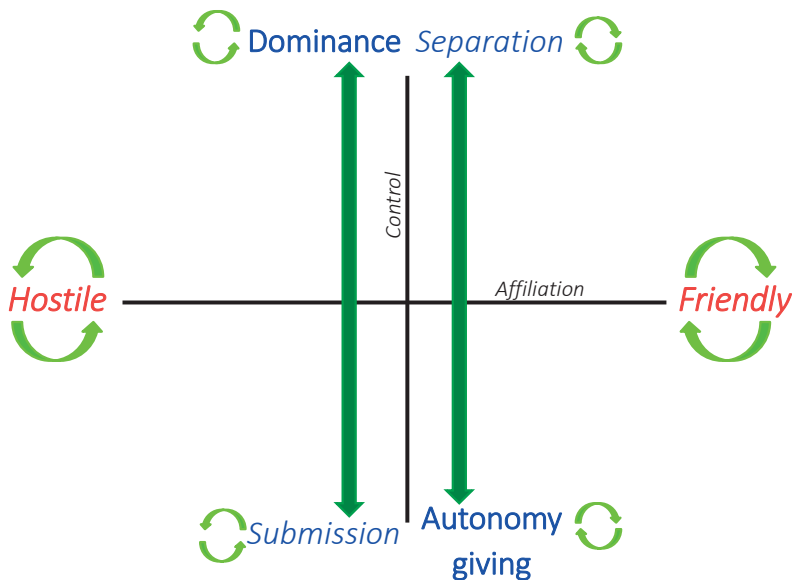 Dominance Separation
Control
Affiliation
Hostile
Friendly
Submission
Autonomy
giving